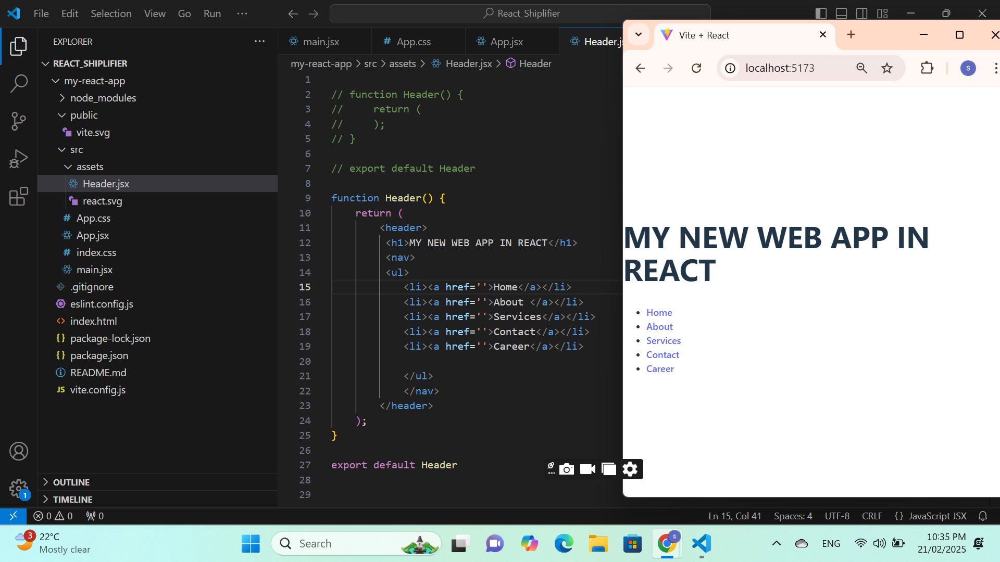 File Edit Selection View Go Run ···
React_Shiplifier
EXPLORER
REACT_SHIPLIFIER
my-react-app
node_modules
public
vite.svg
src
assets
Header.jsx
react.svg
App.css
App.jsx
index.css
main.jsx
.gitignore
eslint.config.js
index.html
package-lock.json
package.json
README.md
vite.config.js
OUTLINE
TIMELINE
1
main.jsx
App.css
App.jsx
Header.js
my-react-app > src > assets > Header.jsx > Header
1
2 // function Header() {
3 //     return (
4 //     );
5 // }
6
7 // export default Header
8
9 function Header() {
10     return (
11         <header>
12          <h1>MY NEW WEB APP IN REACT</h1>
13          <nav>
14          <ul>
15             <li><a href=''>Home</a></li>
16             <li><a href=''>About </a></li>
17             <li><a href=''>Services</a></li>
18             <li><a href=''>Contact</a></li>
19             <li><a href=''>Career</a></li>
20
21             </ul>
22             </nav>
23         </header>
24     );
25 }
26
27 export default Header
28
29
Vite + React
localhost:5173
S
MY NEW WEB APP IN
REACT
• Home
• About
• Services
• Contact
• Career
0 0 0
Ln 15, Col 41 Spaces: 4 UTF-8 CRLF {} JavaScript JSX
3
22°C
Mostly clear
Search
S
ENG
10:35 PM
21/02/2025